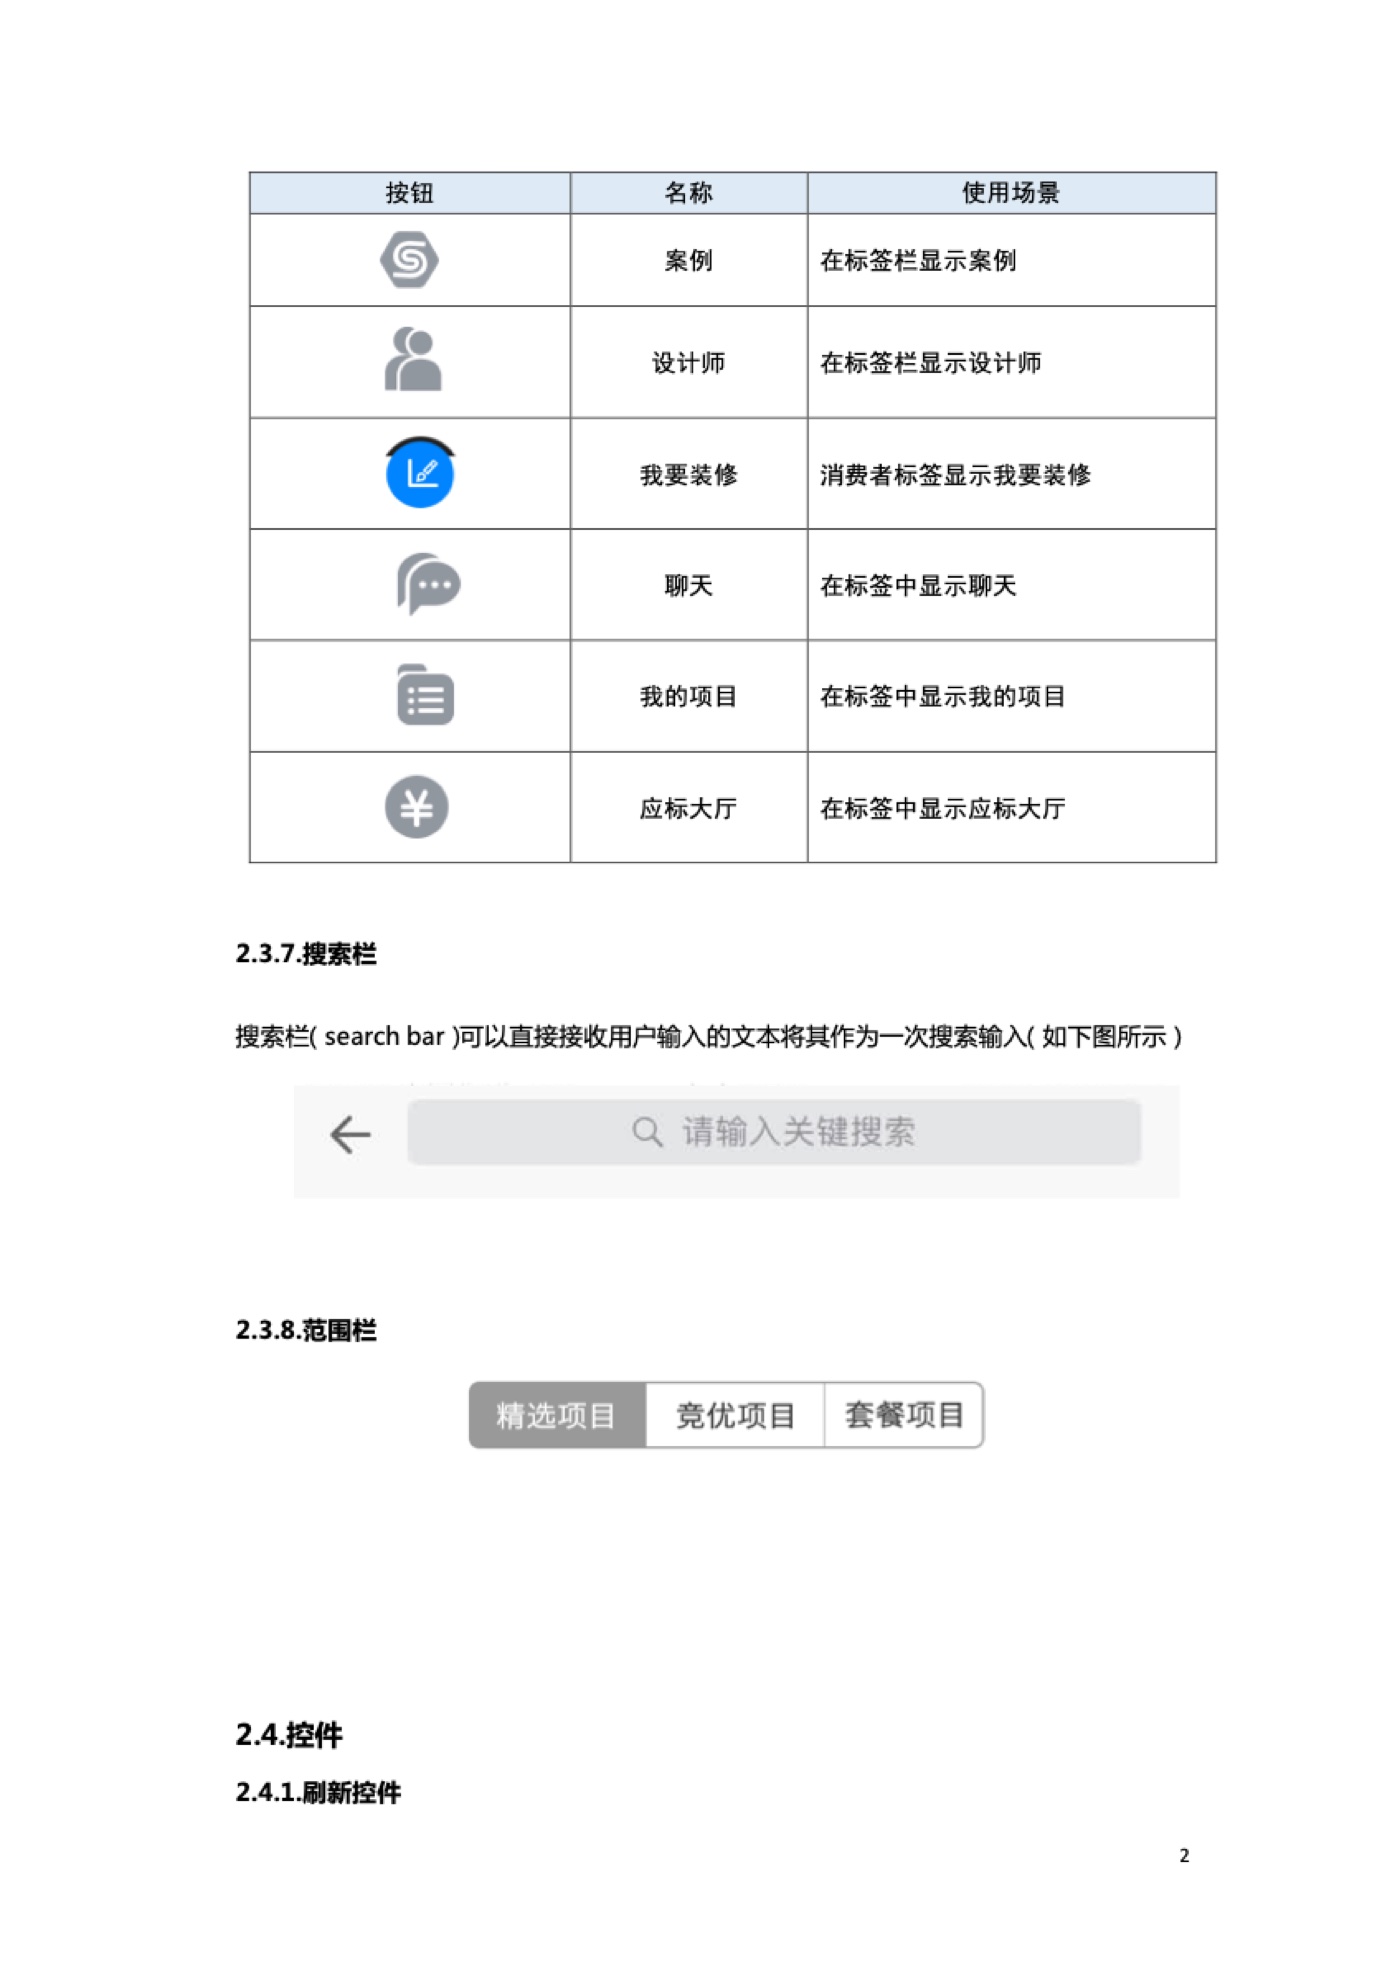 按钮 名称 使用场景
案例 在标签栏显示案例
设计师 在标签栏显示设计师
我要装修 消费者标签显示我要装修
聊天 在标签中显示聊天
我的项目 在标签中显示我的项目
¥ 应标大厅 在标签中显示应标大厅
2.3.7.搜索栏
搜索栏( search bar )可以直接接收用户输入的文本将其作为一次搜索输入( 如下图所示 )
请输入关键搜索
2.3.8.范围栏
精选项目 竞优项目 套餐项目
2.4.控件
2.4.1.刷新控件
2